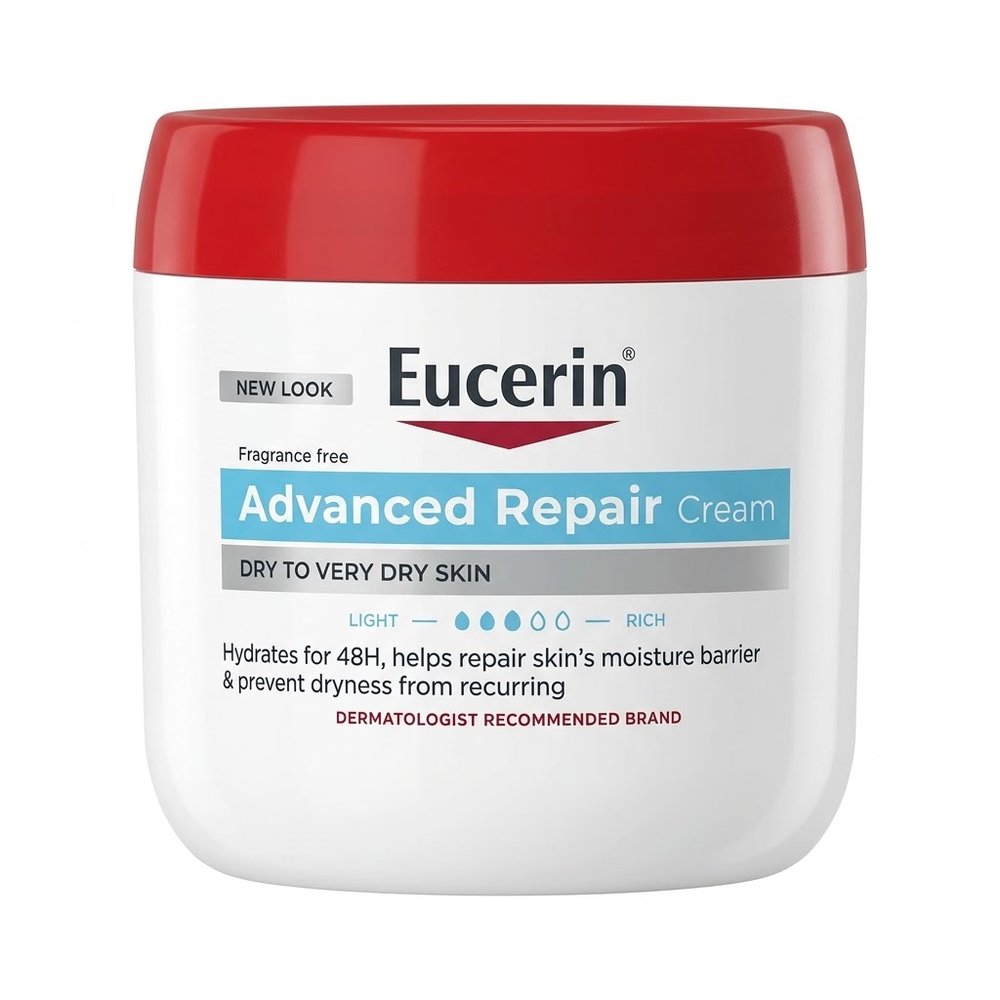 Eucerin®
NEW LOOK
Fragrance free
Advanced Repair Cream
DRY TO VERY DRY SKIN
LIGHT — — RICH
Hydrates for 48H, helps repair skin's moisture barrier
& prevent dryness from recurring
DERMATOLOGIST RECOMMENDED BRAND